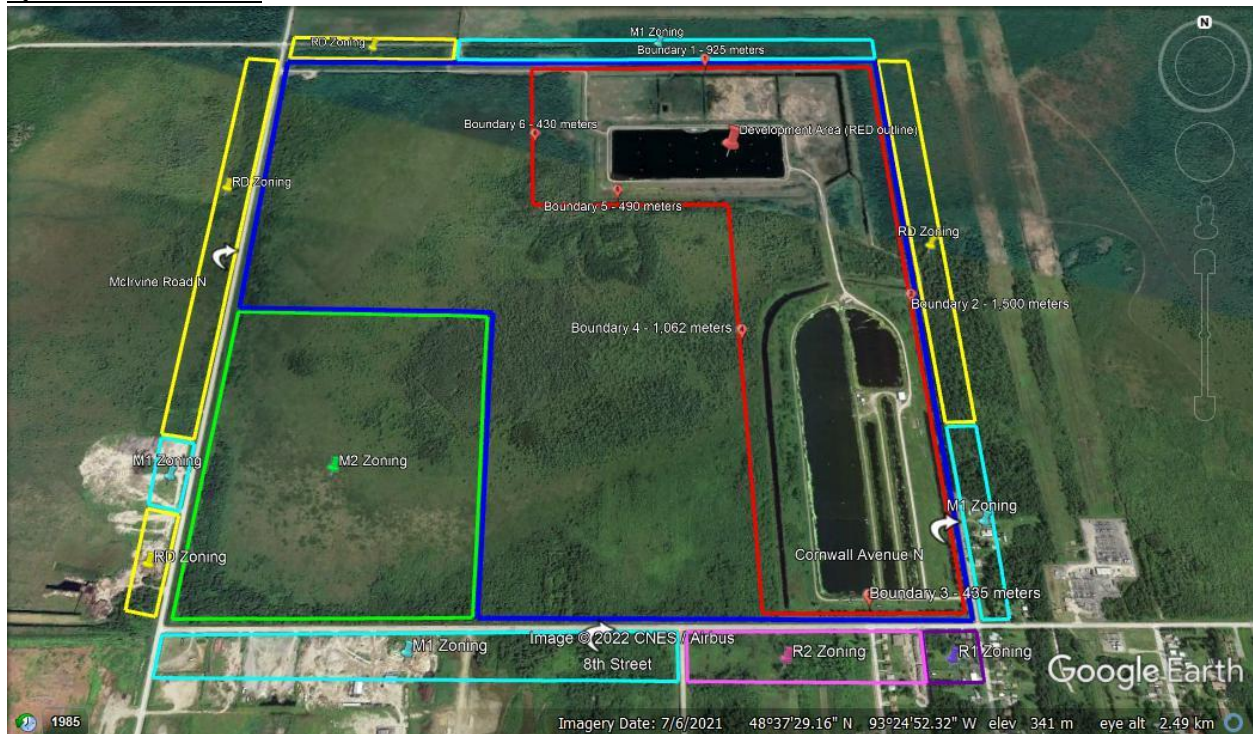 RD Zoning
M1 Zoning
Boundary 1 - 925 meters
N
Boundary 6 - 430 meters
Development Area (RED outline)
RD Zoning
Boundary 5 - 490 meters
RD Zoning
McIrvine Road N
Boundary 2 - 1,500 meters
Boundary 4 - 1,062 meters
M1 Zoning
M2 Zoning
M1 Zoning
RD Zoning
Cornwall Avenue N
Boundary 3 - 435 meters
Image © 2022 CNES / Airbus
M1 Zoning
8th Street
R2 Zoning
R1 Zoning
Google Earth
1985
Imagery Date: 7/6/2021 48°37'29.16" N 93°24'52.32" W elev 341 m eye alt 2.49 km